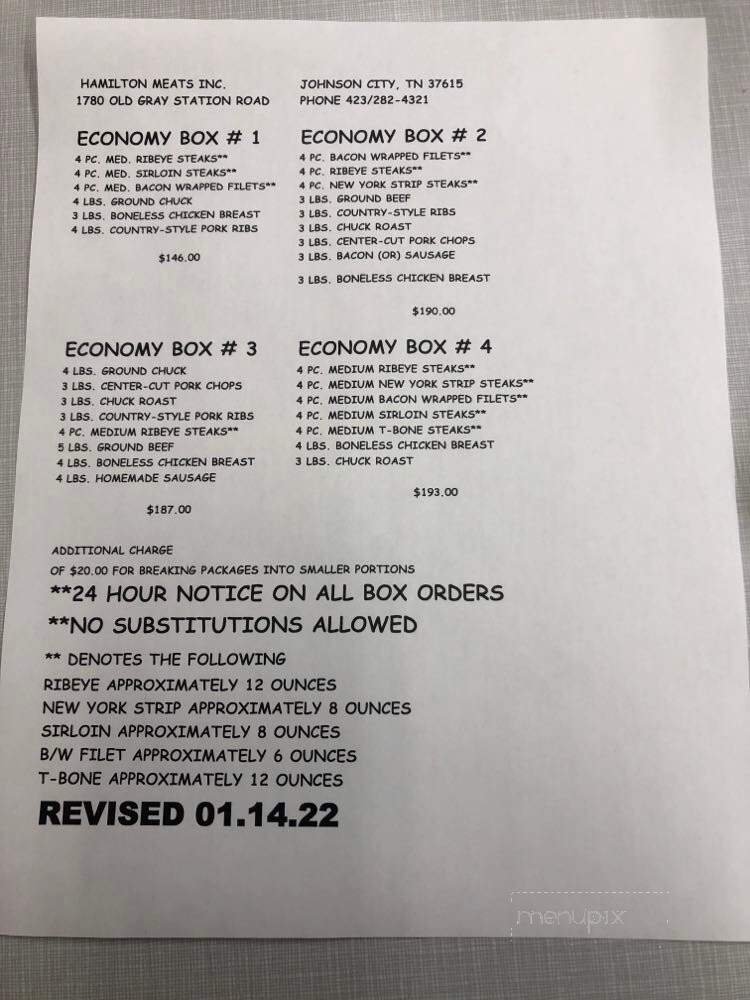 HAMILTON MEATS INC.
1780 OLD GRAY STATION ROAD
JOHNSON CITY, TN 37615
PHONE 423/282-4321
ECONOMY BOX # 1
4 PC. MED. RIBEYE STEAKS**
4 PC. MED. SIRLOIN STEAKS**
4 PC. MED. BACON WRAPPED FILETS**
4 LBS. GROUND CHUCK
3 LBS. BONELESS CHICKEN BREAST
4 LBS. COUNTRY-STYLE PORK RIBS
$146.00
ECONOMY BOX # 2
4 PC. BACON WRAPPED FILETS**
4 PC. RIBEYE STEAKS**
4 PC. NEW YORK STRIP STEAKS**
3 LBS. GROUND BEEF
3 LBS. COUNTRY-STYLE RIBS
3 LBS. CHUCK ROAST
3 LBS. CENTER-CUT PORK CHOPS
3 LBS. BACON (OR) SAUSAGE
3 LBS. BONELESS CHICKEN BREAST
$190.00
ECONOMY BOX # 3
4 LBS. GROUND CHUCK
3 LBS. CENTER-CUT PORK CHOPS
3 LBS. CHUCK ROAST
3 LBS. COUNTRY-STYLE PORK RIBS
4 PC. MEDIUM RIBEYE STEAKS**
5 LBS. GROUND BEEF
4 LBS. BONELESS CHICKEN BREAST
4 LBS. HOMEMADE SAUSAGE
$187.00
ECONOMY BOX # 4
4 PC. MEDIUM RIBEYE STEAKS**
4 PC. MEDIUM NEW YORK STRIP STEAKS**
4 PC. MEDIUM BACON WRAPPED FILETS**
4 PC. MEDIUM SIRLOIN STEAKS**
4 PC. MEDIUM T-BONE STEAKS**
4 LBS. BONELESS CHICKEN BREAST
3 LBS. CHUCK ROAST
$193.00
ADDITIONAL CHARGE
OF $20.00 FOR BREAKING PACKAGES INTO SMALLER PORTIONS
**24 HOUR NOTICE ON ALL BOX ORDERS
**NO SUBSTITUTIONS ALLOWED
** DENOTES THE FOLLOWING
RIBEYE APPROXIMATELY 12 OUNCES
NEW YORK STRIP APPROXIMATELY 8 OUNCES
SIRLOIN APPROXIMATELY 8 OUNCES
B/W FILET APPROXIMATELY 6 OUNCES
T-BONE APPROXIMATELY 12 OUNCES
REVISED 01.14.22
menupix